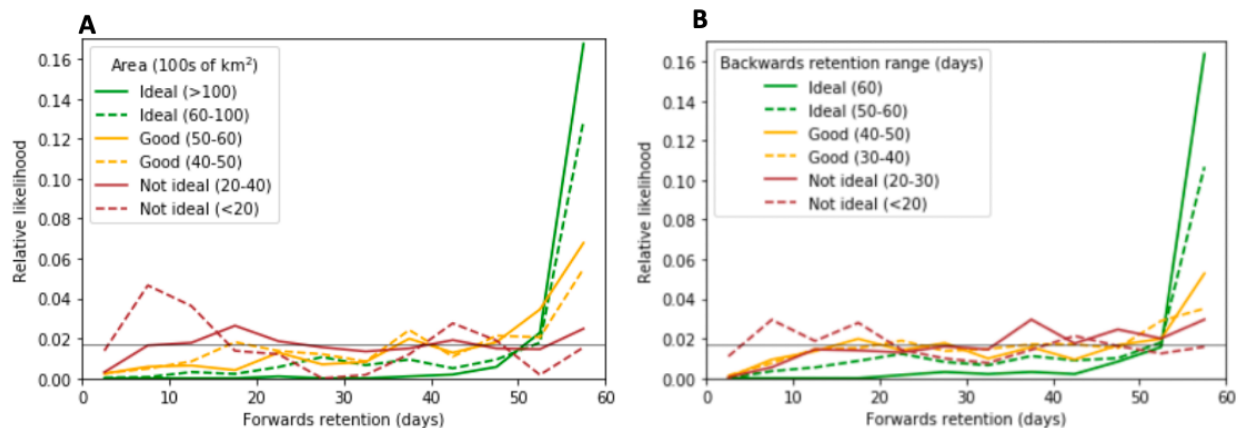 A
Area (100s of km²)
Ideal (>100)
Ideal (60-100)
Good (50-60)
Good (40-50)
Not ideal (20-40)
Not ideal (<20)
Relative likelihood
0.16
0.14
0.12
0.10
0.08
0.06
0.04
0.02
0.00
0 10 20 30 40 50 60
Forwards retention (days)
B
Backwards retention range (days)
Ideal (60)
Ideal (50-60)
Good (40-50)
Good (30-40)
Not ideal (20-30)
Not ideal (<20)
Relative likelihood
0.16
0.14
0.12
0.10
0.08
0.06
0.04
0.02
0.00
0 10 20 30 40 50 60
Forwards retention (days)